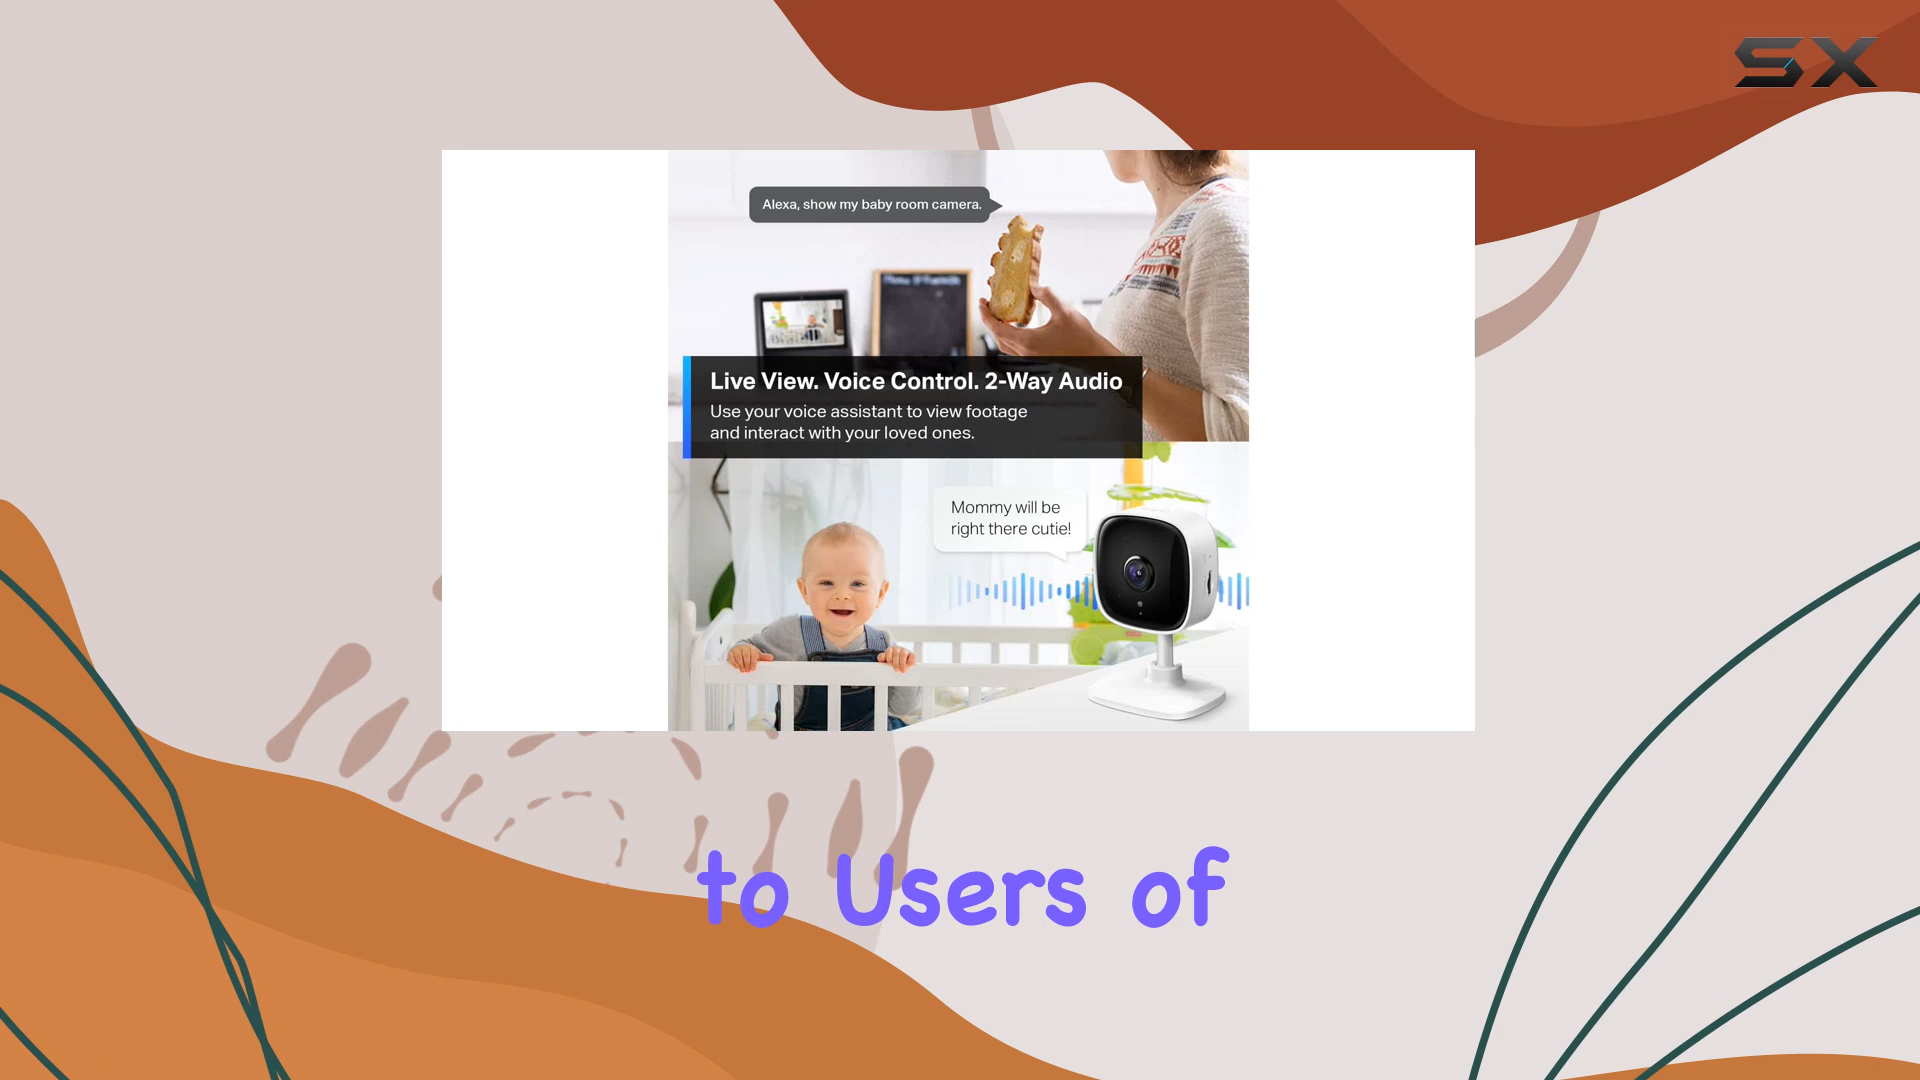 SX
Alexa, show my baby room camera.
Live View. Voice Control. 2-Way Audio
Use your voice assistant to view footage
and interact with your loved ones.
Mommy will be
right there cutie!
to Users of